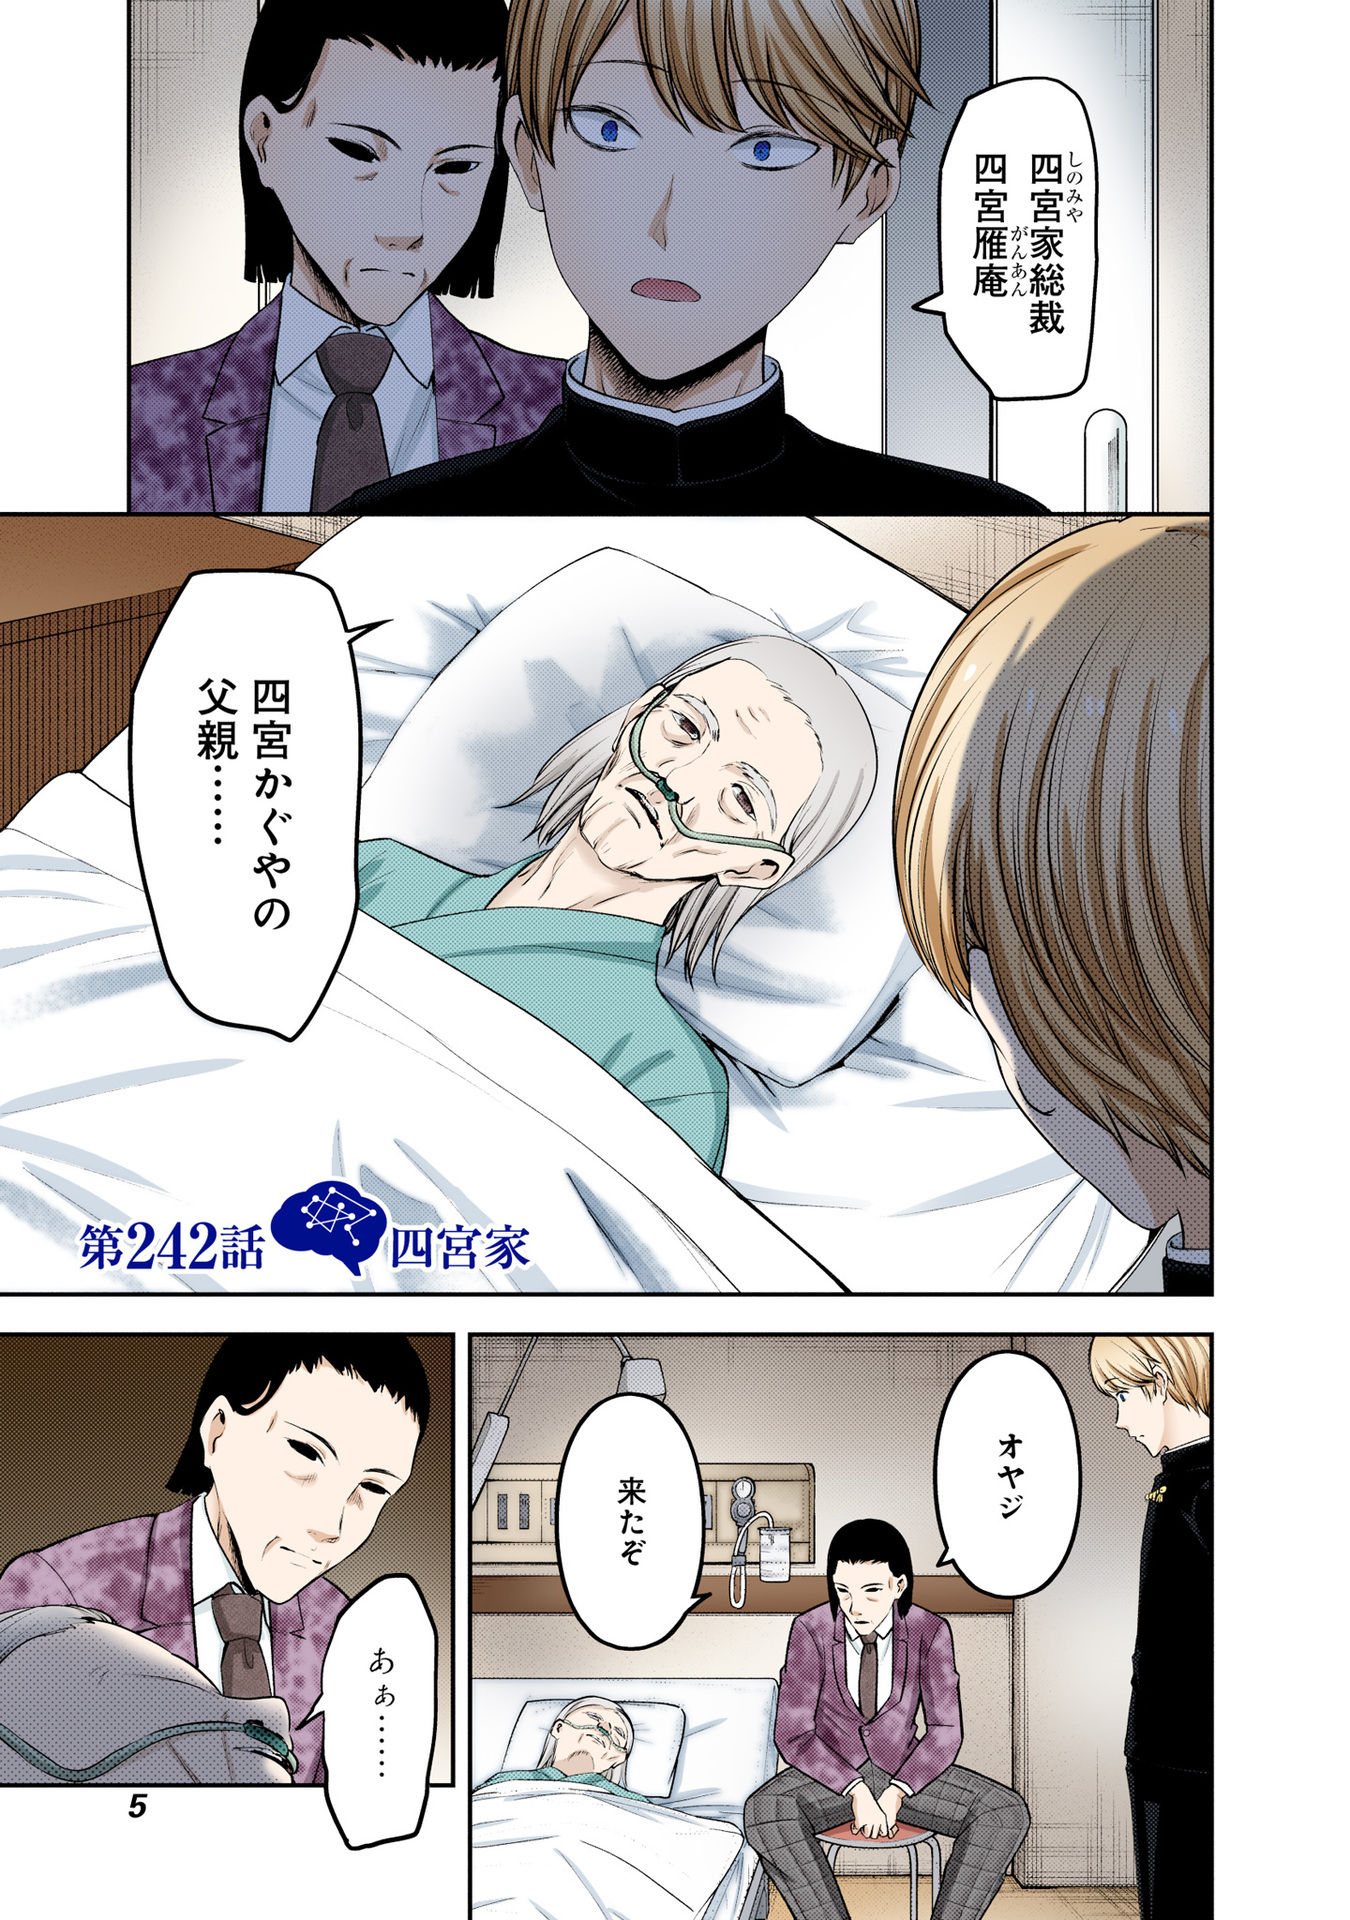 四宮家総裁
しのみや
四宮雁庵
がんあん
四宮かぐやの
父親……
第242話 四宮家
オヤジ
来たぞ
あぁ……
5